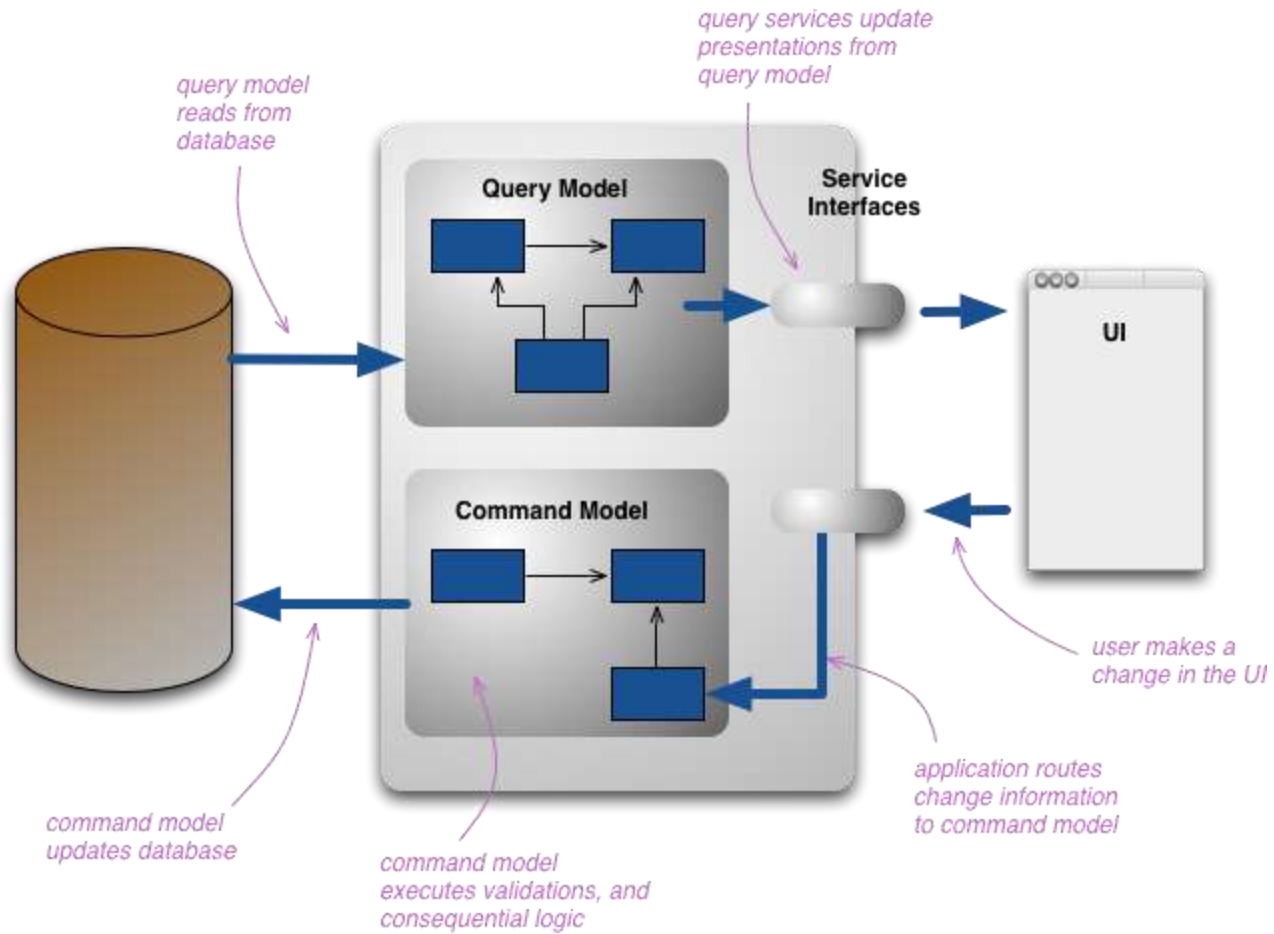 query services update
presentations from
query model
query model
reads from
database
Query Model
Service
Interfaces
UI
Command Model
user makes a
change in the UI
application routes
change information
to command model
command model
updates database
command model
executes validations, and
consequential logic